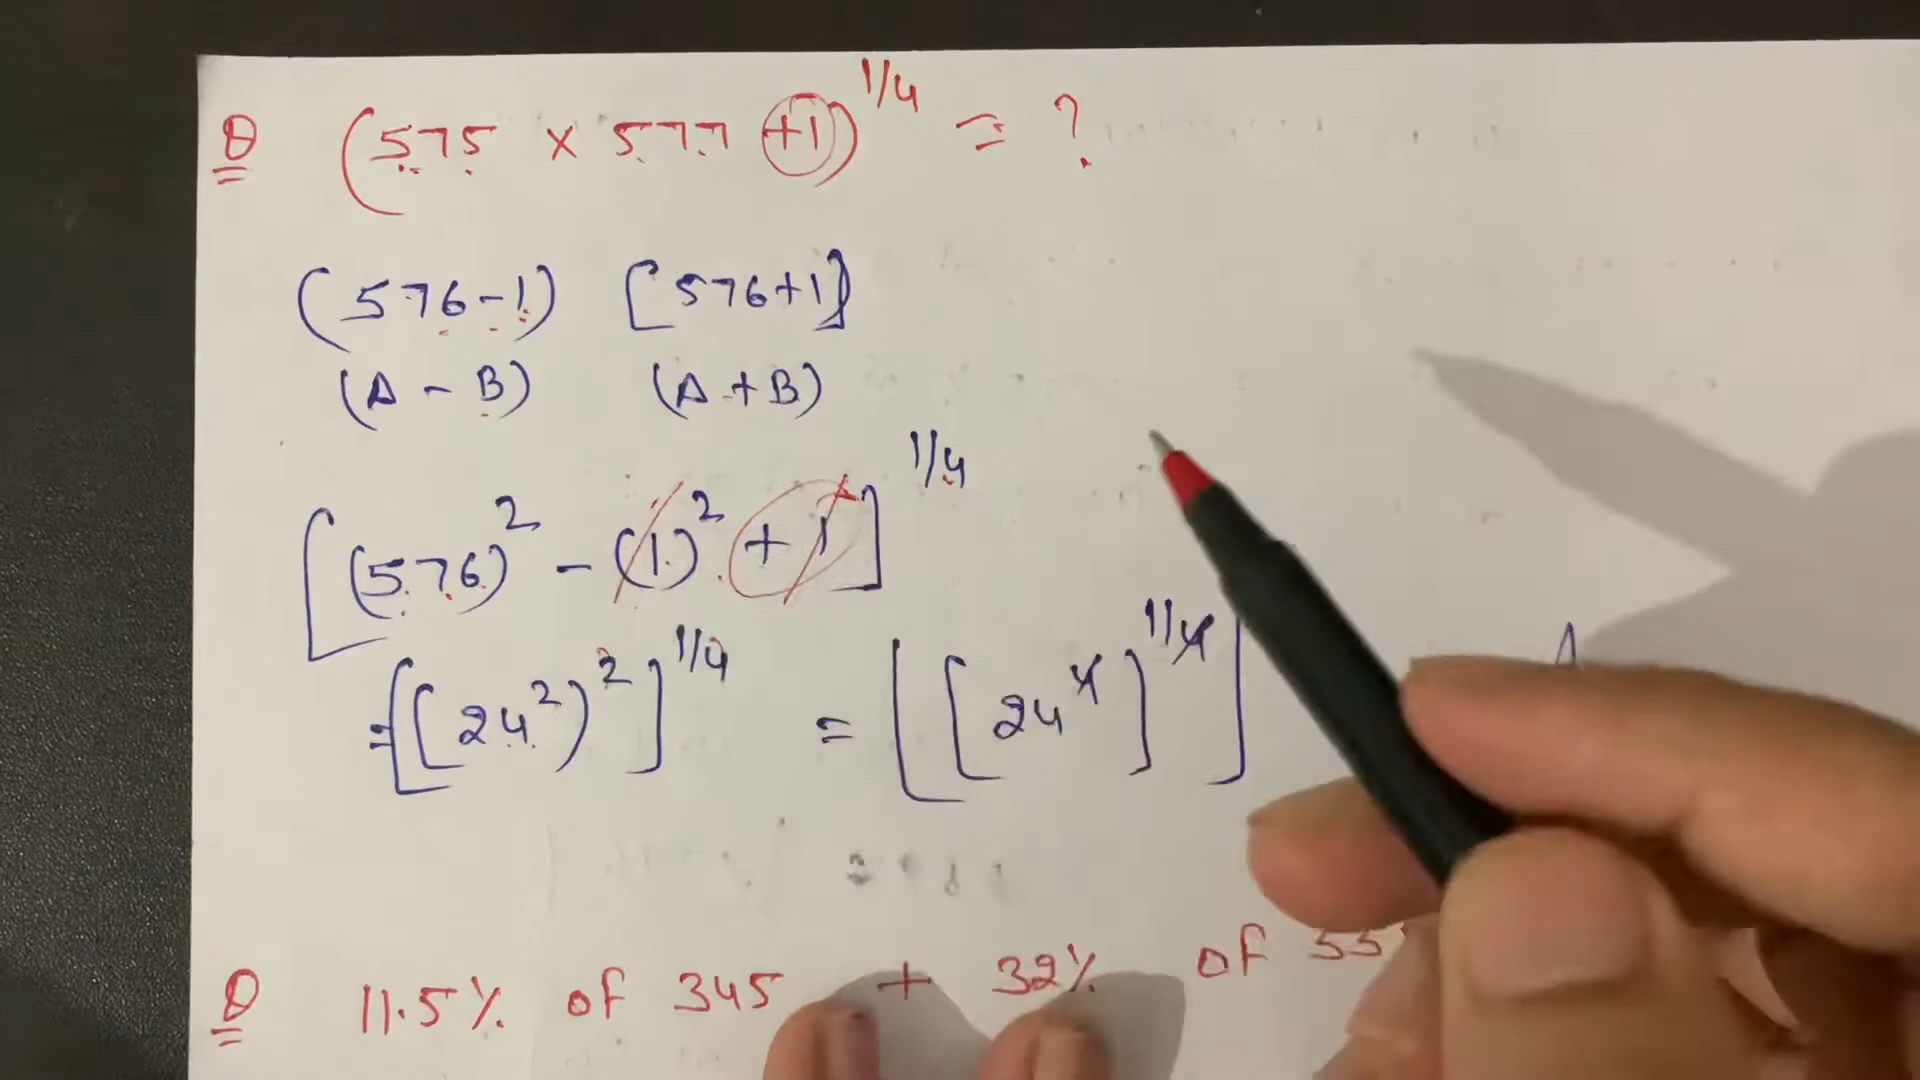 Q (575 x 577 +1)^1/4 = ?
(576-1) [576+1]
(A - B) (A + B)
[(576)^2 - (1)^2 + 1]^1/4
= [(24^2)^2]^1/4 = [[24^4]^1/4]
Q 11.5% of 345 + 32% of 55